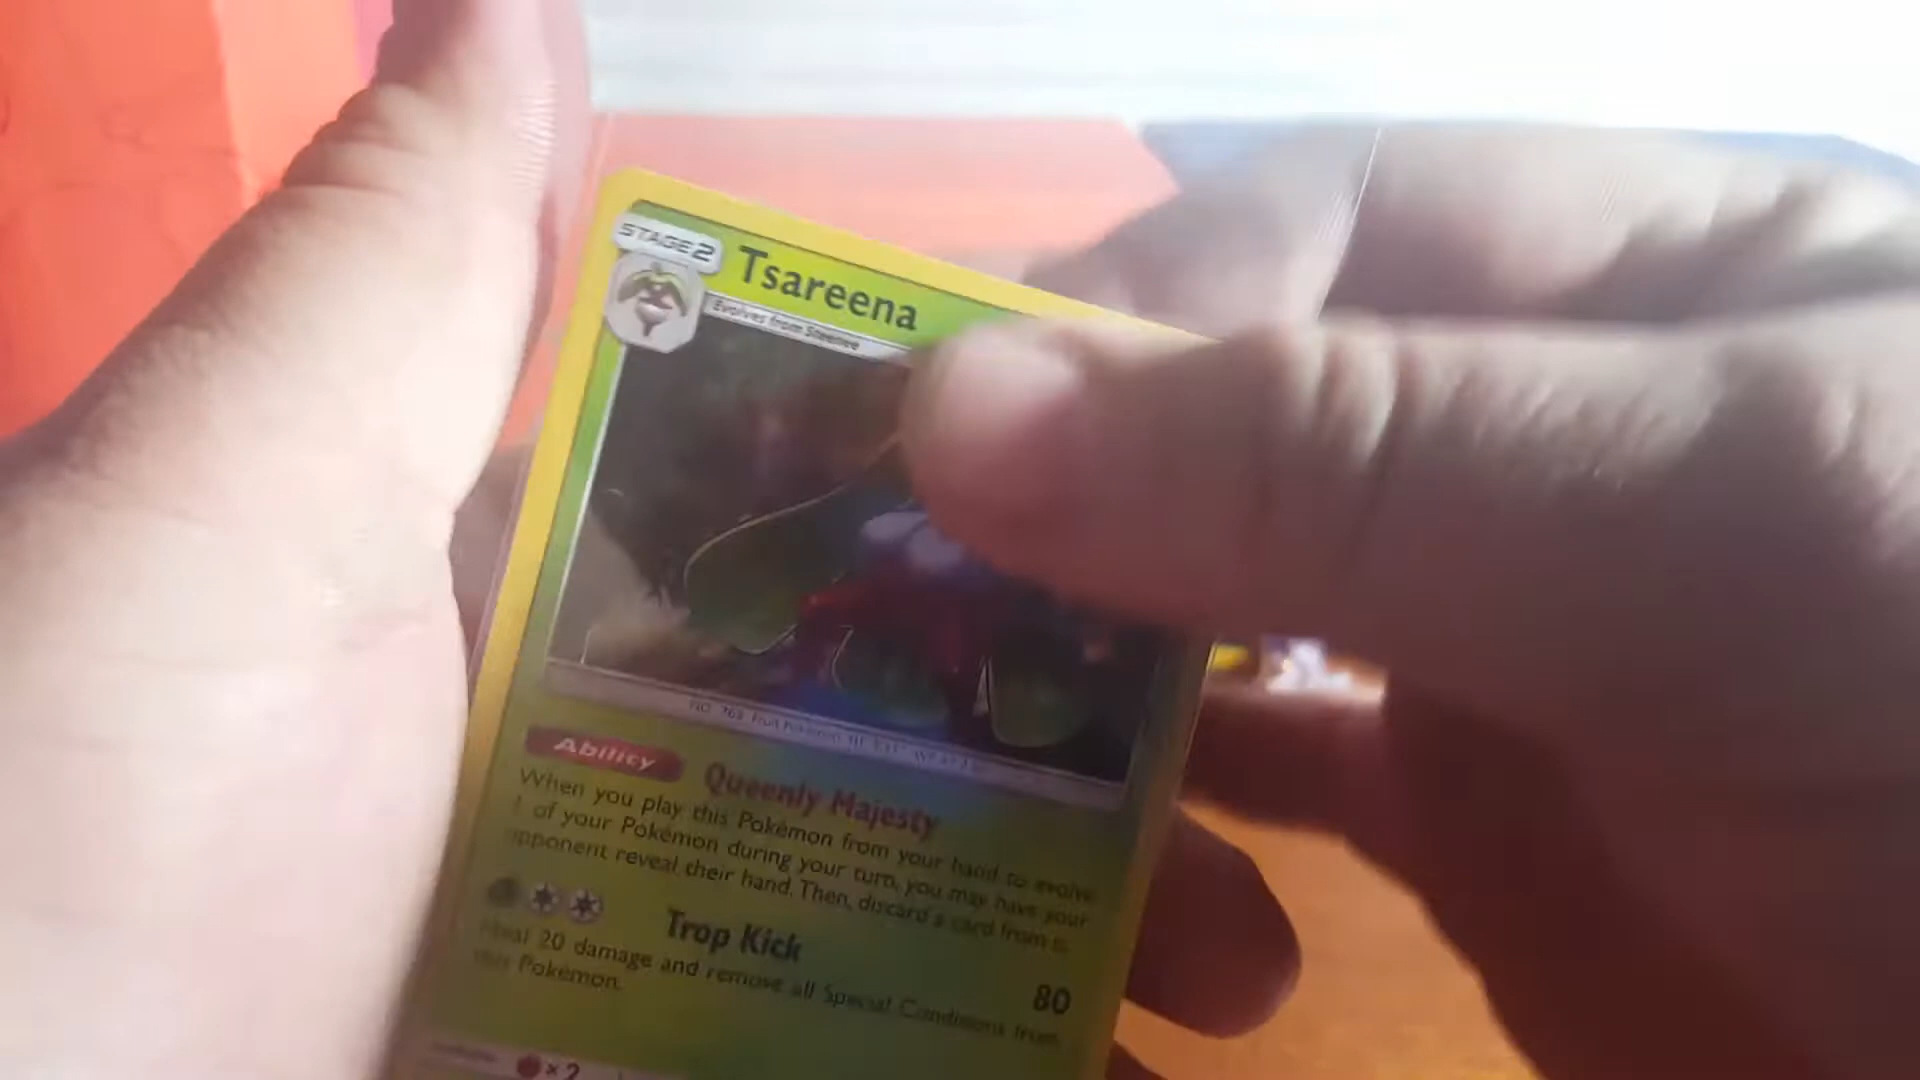 STAGE 2
Tsareena
Evolves from Steenee
Ability
Queenly Majesty
When you play this Pokémon from your hand to evolve
1 of your Pokémon during your turn, you may have your
opponent reveal their hand. Then, discard a card from it.
Trop Kick
80
Heal 20 damage and remove all Special Conditions from
this Pokémon.
×2